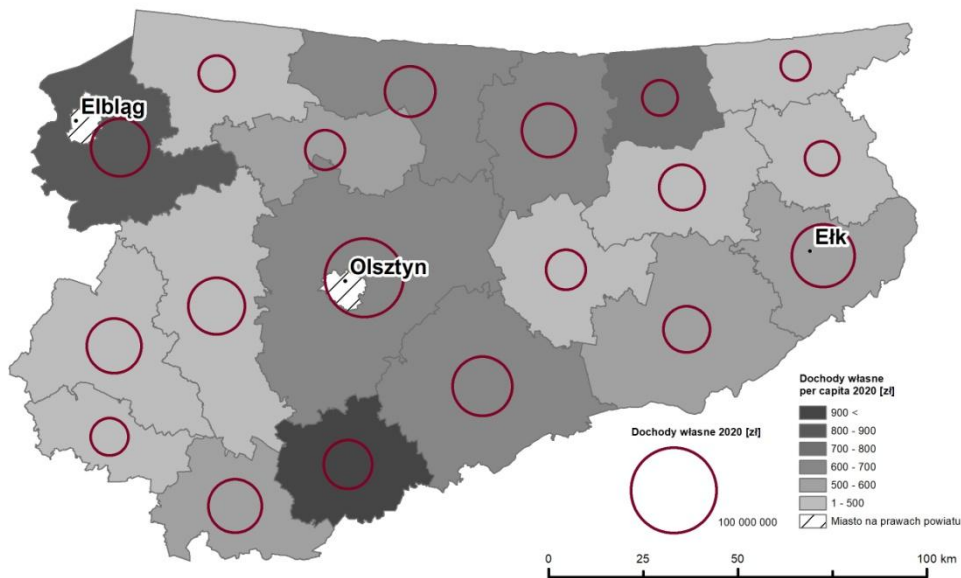 Elbląg
Olsztyn
Ełk
Dochody własne 2020 [zł]
100 000 000
Dochody własne
per capita 2020 [zł]
900 <
800 - 900
700 - 800
600 - 700
500 - 600
1 - 500
Miasto na prawach powiatu
0 25 50 100 km